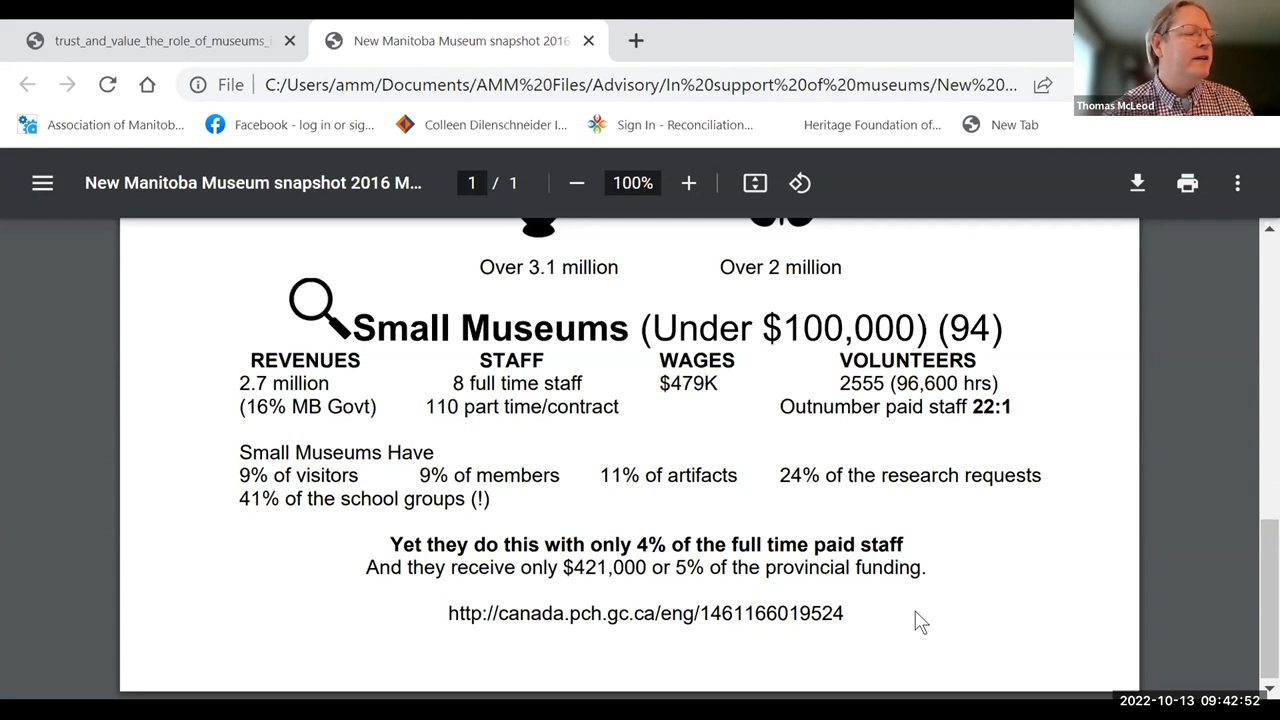 trust_and_value_the_role_of_museums_i
New Manitoba Museum snapshot 2016
File
C:/Users/amm/Documents/AMM%20Files/Advisory/In%20support%20of%20museums/New%20...
Thomas McLeod
Association of Manitob...
Facebook - log in or sig...
Colleen Dilenschneider I...
Sign In - Reconciliation...
Heritage Foundation of...
New Tab
New Manitoba Museum snapshot 2016 M...
1 / 1
100%
Over 3.1 million Over 2 million
Small Museums (Under $100,000) (94)
REVENUES STAFF WAGES VOLUNTEERS
2.7 million 8 full time staff $479K 2555 (96,600 hrs)
(16% MB Govt) 110 part time/contract Outnumber paid staff 22:1
Small Museums Have
9% of visitors 9% of members 11% of artifacts 24% of the research requests
41% of the school groups (!)
Yet they do this with only 4% of the full time paid staff
And they receive only $421,000 or 5% of the provincial funding.
http://canada.pch.gc.ca/eng/1461166019524
2022-10-13 09:42:52